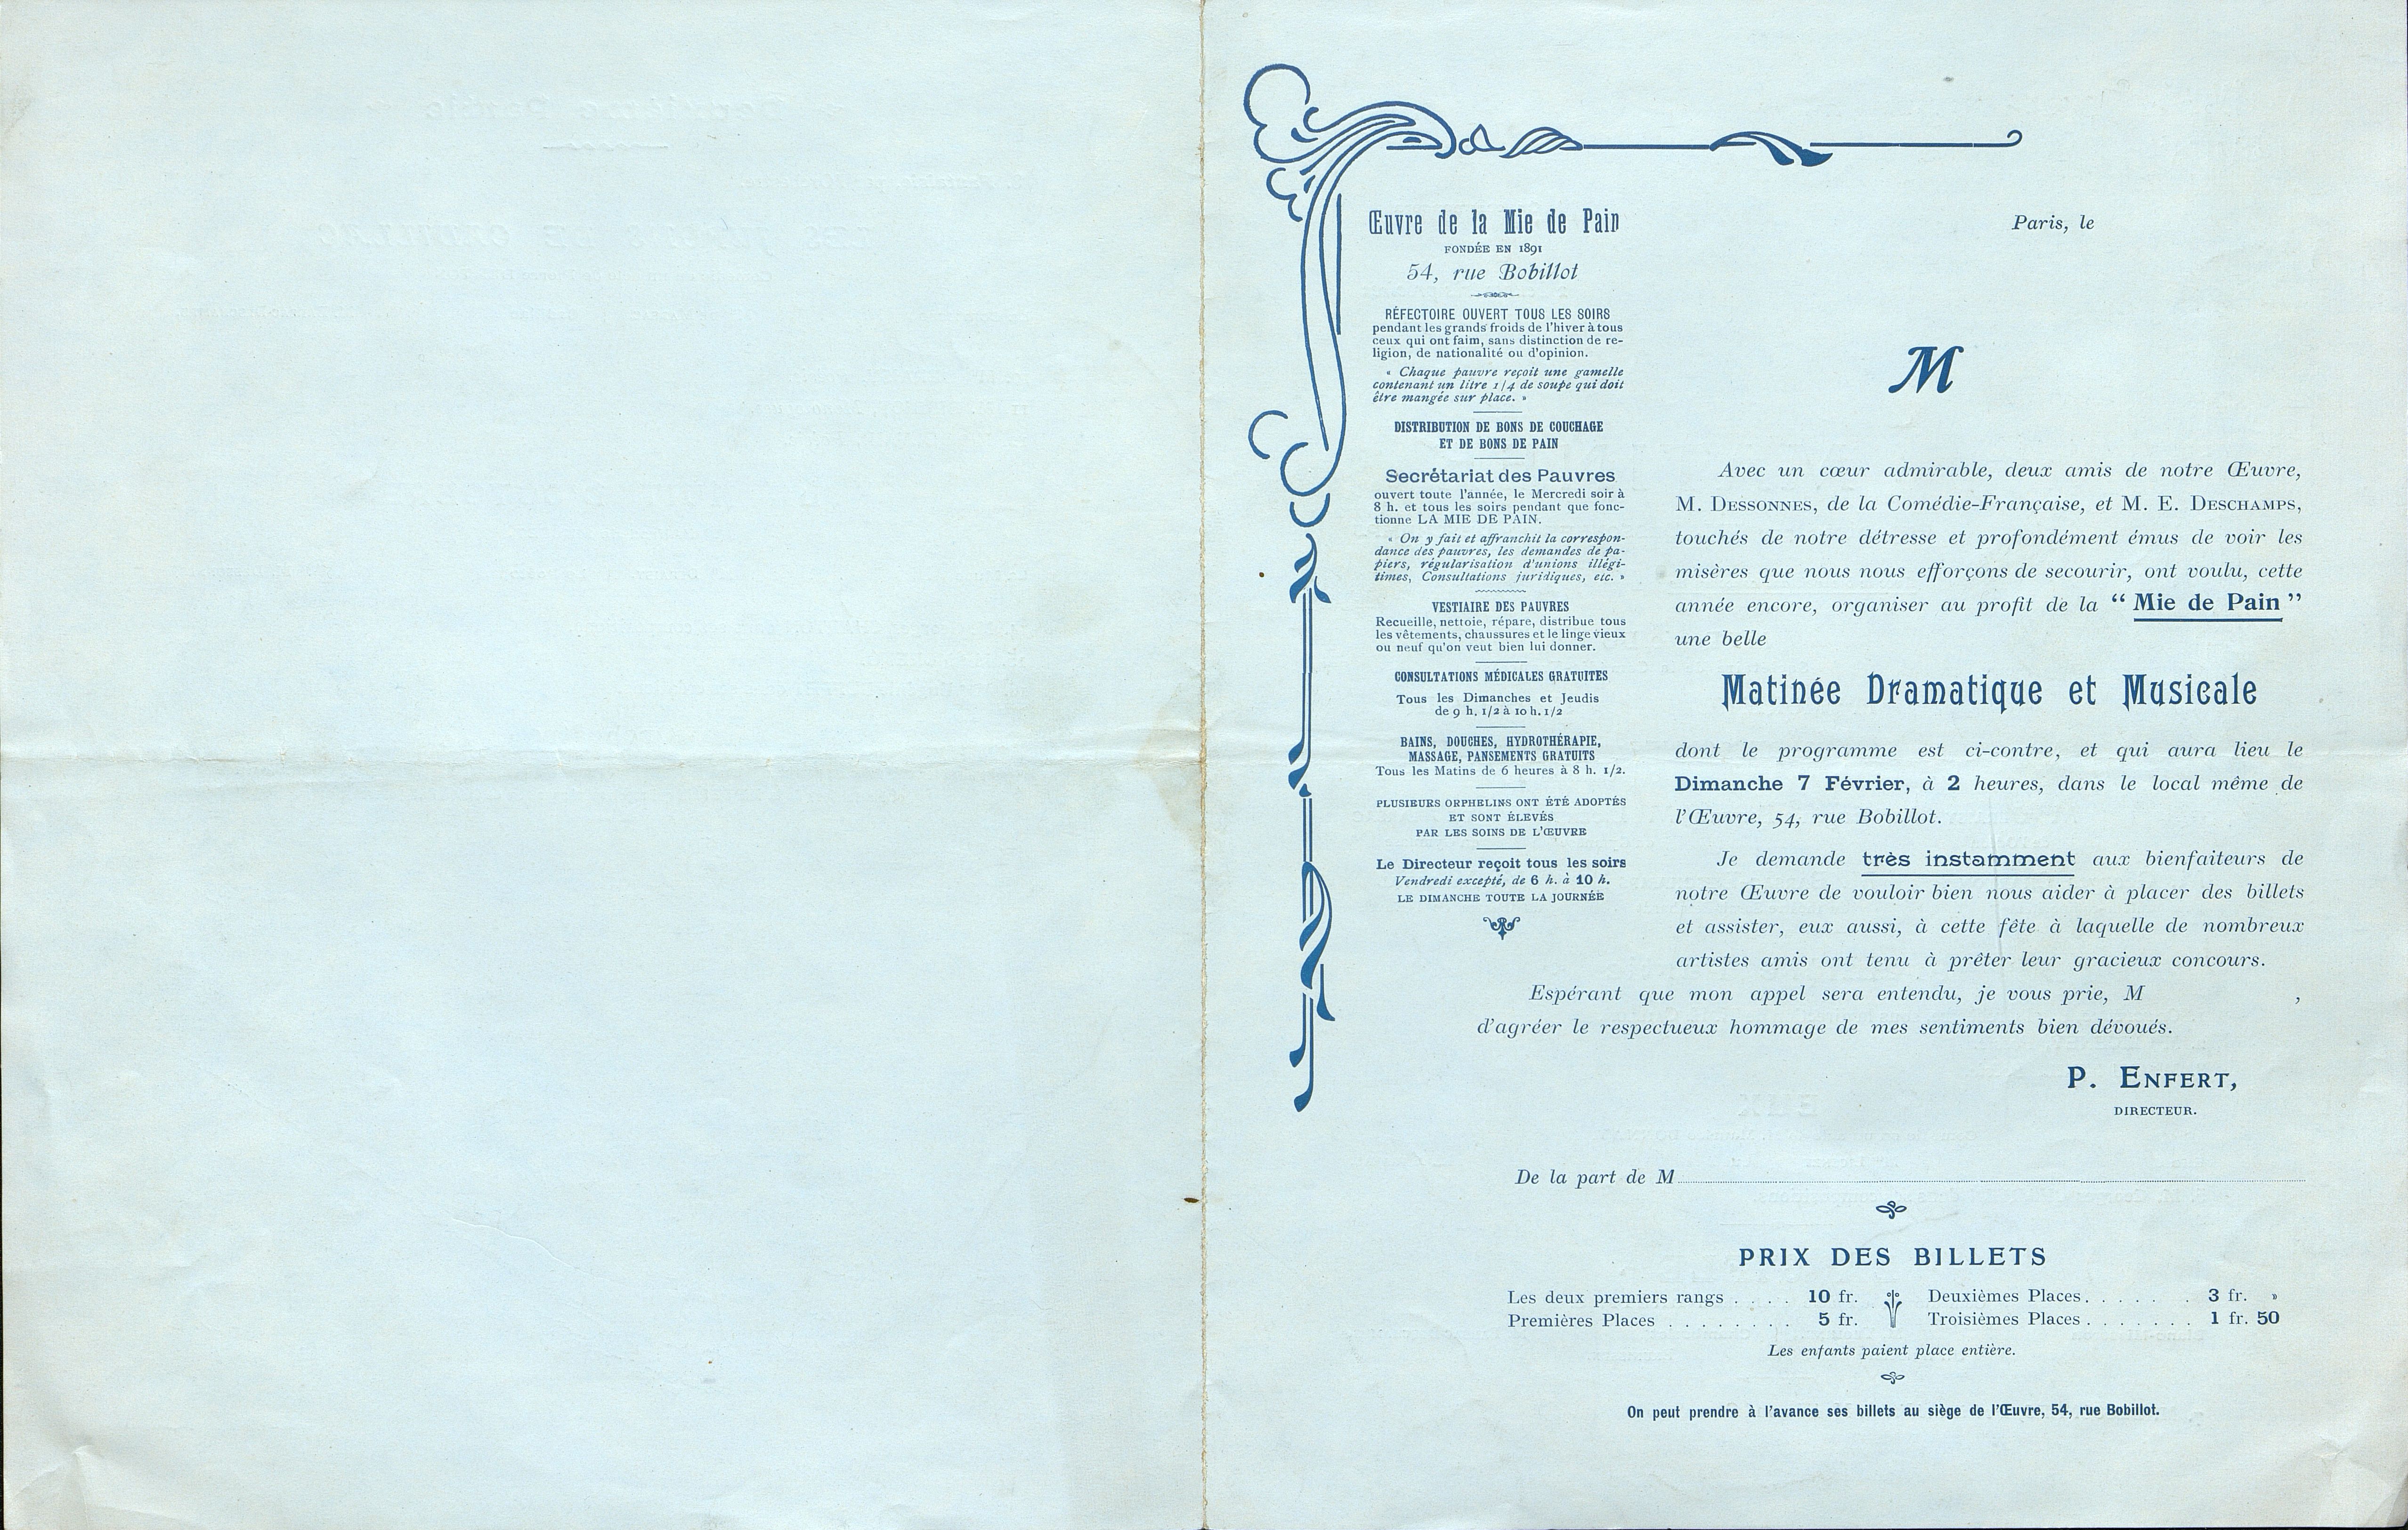 Œuvre de la Mie de Pain
FONDÉE EN 1891
54, rue Bobillot
RÉFECTOIRE OUVERT TOUS LES SOIRS
pendant les grands froids de l'hiver à tous
ceux qui ont faim, sans distinction de re-
ligion, de nationalité ou d'opinion.
« Chaque pauvre reçoit une gamelle
contenant un litre 1/4 de soupe qui doit
être mangée sur place. »
DISTRIBUTION DE BONS DE COUCHAGE
ET DE BONS DE PAIN
Secrétariat des Pauvres
ouvert toute l'année, le Mercredi soir à
8 h. et tous les soirs pendant que fonc-
tionne LA MIE DE PAIN.
« On y fait et affranchit la correspon-
dance des pauvres, les demandes de pa-
piers, régularisation d'unions illégi-
times, Consultations juridiques, etc. »
VESTIAIRE DES PAUVRES
Recueille, nettoie, répare, distribue tous
les vêtements, chaussures et le linge vieux
ou neuf qu'on veut bien lui donner.
CONSULTATIONS MÉDICALES GRATUITES
Tous les Dimanches et Jeudis
de 9 h. 1/2 à 10 h. 1/2
BAINS, DOUCHES, HYDROTHÉRAPIE,
MASSAGE, PANSEMENTS GRATUITS
Tous les Matins de 6 heures à 8 h. 1/2.
PLUSIEURS ORPHELINS ONT ÉTÉ ADOPTÉS
ET SONT ÉLEVÉS
PAR LES SOINS DE L'ŒUVRE
Le Directeur reçoit tous les soirs
Vendredi excepté, de 6 h. à 10 h.
LE DIMANCHE TOUTE LA JOURNÉE
Paris, le
M
Avec un cœur admirable, deux amis de notre Œuvre,
M. DESSONNES, de la Comédie-Française, et M. E. DESCHAMPS,
touchés de notre détresse et profondément émus de voir les
misères que nous nous efforçons de secourir, ont voulu, cette
année encore, organiser au profit de la “ Mie de Pain ”
une belle
Matinée Dramatique et Musicale
dont le programme est ci-contre, et qui aura lieu le
Dimanche 7 Février, à 2 heures, dans le local même de
l'Œuvre, 54, rue Bobillot.
Je demande très instamment aux bienfaiteurs de
notre Œuvre de vouloir bien nous aider à placer des billets
et assister, eux aussi, à cette fête à laquelle de nombreux
artistes amis ont tenu à prêter leur gracieux concours.
Espérant que mon appel sera entendu, je vous prie, M ,
d'agréer le respectueux hommage de mes sentiments bien dévoués.
P. ENFERT,
DIRECTEUR.
De la part de M
PRIX DES BILLETS
Les deux premiers rangs . . . . 10 fr. Deuxièmes Places . . . . . . 3 fr. »
Premières Places . . . . . . . . 5 fr. Troisièmes Places . . . . . . . 1 fr. 50
Les enfants paient place entière.
On peut prendre à l'avance ses billets au siège de l'Œuvre, 54, rue Bobillot.